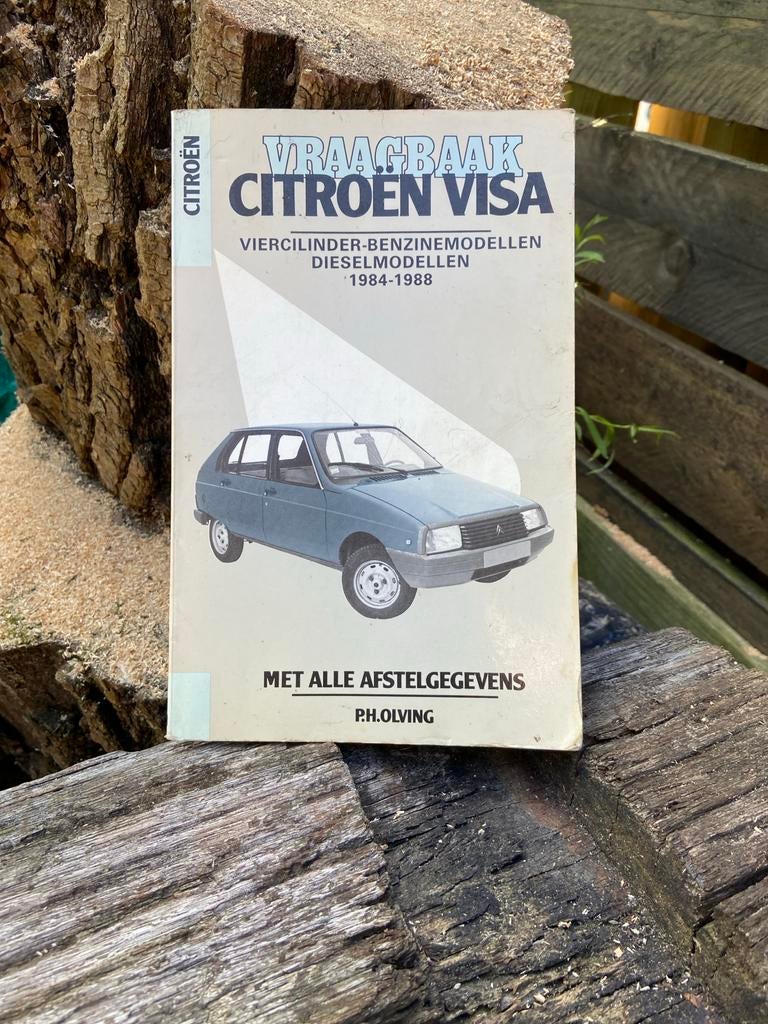 CITROËN
VRAAGBAAK
CITROËN VISA
VIERCILINDER-BENZINEMODELLEN
DIESELMODELLEN
1984-1988
MET ALLE AFSTELGEGEVENS
P.H.OLVING